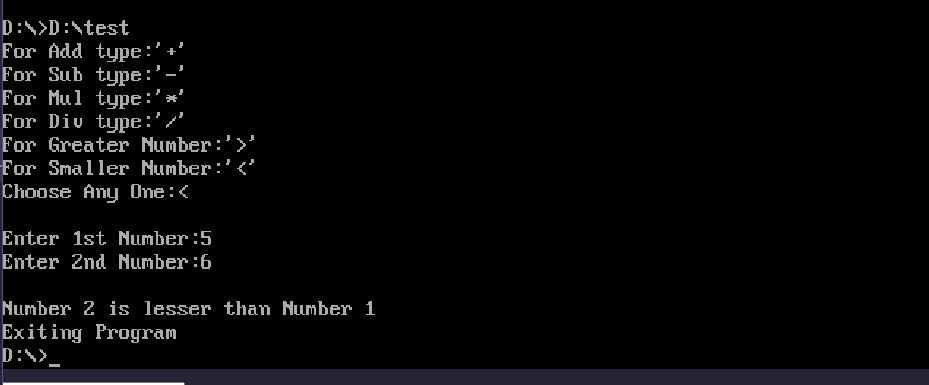 D:\>D:\test
For Add type:'+'
For Sub type:'-'
For Mul type:'*'
For Div type:'/'
For Greater Number:'>'
For Smaller Number:'<'
Choose Any One:<
Enter 1st Number:5
Enter 2nd Number:6
Number 2 is lesser than Number 1
Exiting Program
D:\>_